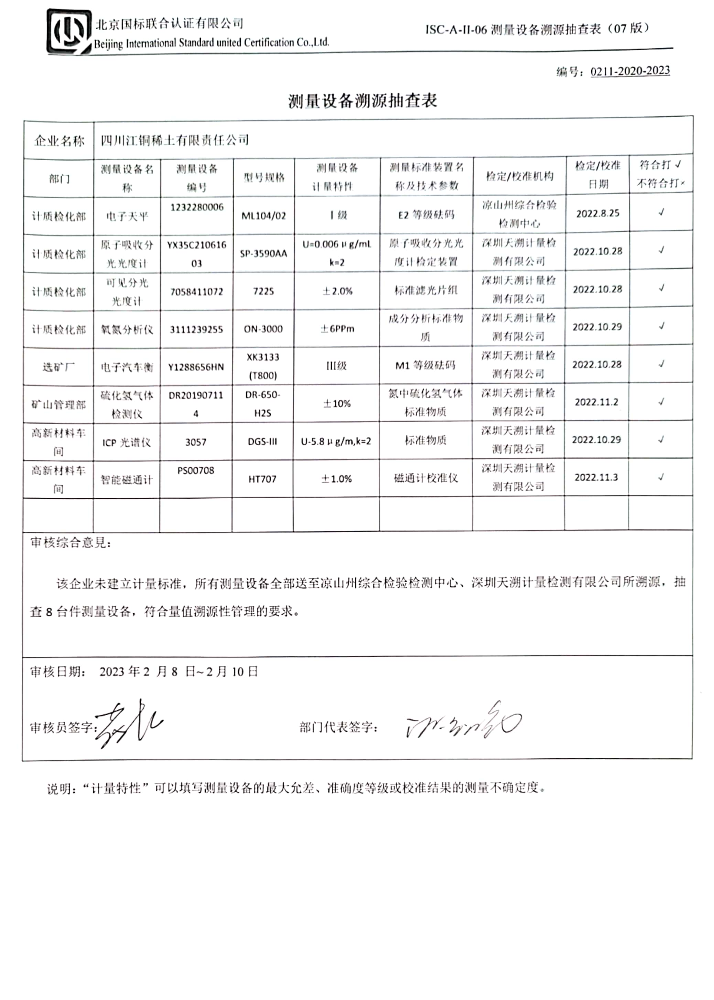 北京国标联合认证有限公司
Beijing International Standard united Certification Co.,Ltd.
ISC-A-II-06 测量设备溯源抽查表（07 版）
编号：0211-2020-2023
测量设备溯源抽查表
企业名称 四川江铜稀土有限责任公司
部门 测量设备名称 测量设备编号 型号规格 测量设备计量特性 测量标准装置名称及技术参数 检定/校准机构 检定/校准日期 符合打√不符合打×
计质检化部 电子天平 1232280006 ML104/02 Ⅰ级 E2 等级砝码 凉山州综合检验检测中心 2022.8.25 √
计质检化部 原子吸收分光光度计 YX35C21061603 SP-3590AA U=0.006μg/mL k=2 原子吸收分光光度计检定装置 深圳天溯计量检测有限公司 2022.10.28 √
计质检化部 可见分光光度计 7058411072 722S ±2.0% 标准滤光片组 深圳天溯计量检测有限公司 2022.10.28 √
计质检化部 氧氮分析仪 3111239255 ON-3000 ±6PPm 成分分析标准物质 深圳天溯计量检测有限公司 2022.10.29 √
选矿厂 电子汽车衡 Y1288656HN XK3133(T800) III级 M1 等级砝码 深圳天溯计量检测有限公司 2022.10.28 √
矿山管理部 硫化氢气体检测仪 DR201907114 DR-650-H2S ±10% 氮中硫化氢气体标准物质 深圳天溯计量检测有限公司 2022.11.2 √
高新材料车间 ICP 光谱仪 3057 DGS-III U-5.8μg/m,k=2 标准物质 深圳天溯计量检测有限公司 2022.10.29 √
高新材料车间 智能磁通计 PS00708 HT707 ±1.0% 磁通计校准仪 深圳天溯计量检测有限公司 2022.11.3 √
审核综合意见：
该企业未建立计量标准，所有测量设备全部送至凉山州综合检验检测中心、深圳天溯计量检测有限公司所溯源，抽
查 8 台件测量设备，符合量值溯源性管理的要求。
审核日期： 2023 年 2 月 8 日~ 2 月 10 日
审核员签字： 部门代表签字：
说明：“计量特性”可以填写测量设备的最大允差、准确度等级或校准结果的测量不确定度。